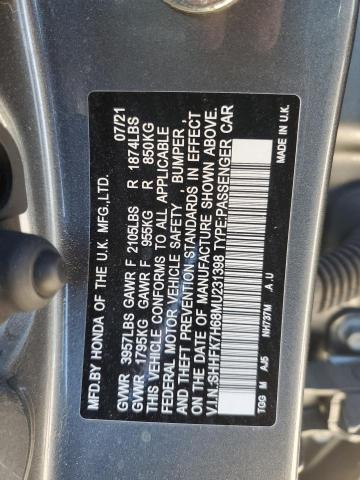 MFD.BY HONDA OF THE U.K. MFG.,LTD. 07/21
GVWR 3957LBS GAWR F 2105LBS R 1874LBS
GVWR 1795KG GAWR F 955KG R 850KG
THIS VEHICLE CONFORMS TO ALL APPLICABLE
FEDERAL MOTOR VEHICLE SAFETY , BUMPER ,
AND THEFT PREVENTION STANDARDS IN EFFECT
ON THE DATE OF MANUFACTURE SHOWN ABOVE.
V.I.N.:SHHFK7H68MU231398 TYPE:PASSENGER CAR
TGG M AJ5 NH737M .A.U MADE IN U.K.